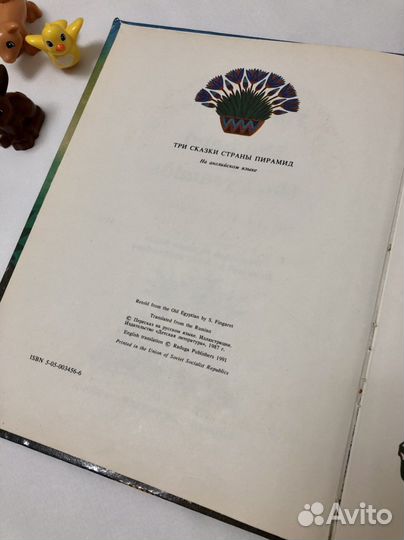 ТРИ СКАЗКИ СТРАНЫ ПИРАМИД
На английском языке
Retold from the Old Egyptian by S. Fingaret
Translated from the Russian
© Пересказ на русском языке. Иллюстрации.
Издательство «Детская литература», 1987 г.
English translation © Raduga Publishers 1991
Printed in the Union of Soviet Socialist Republics
ISBN 5-05-003456-6
Avito